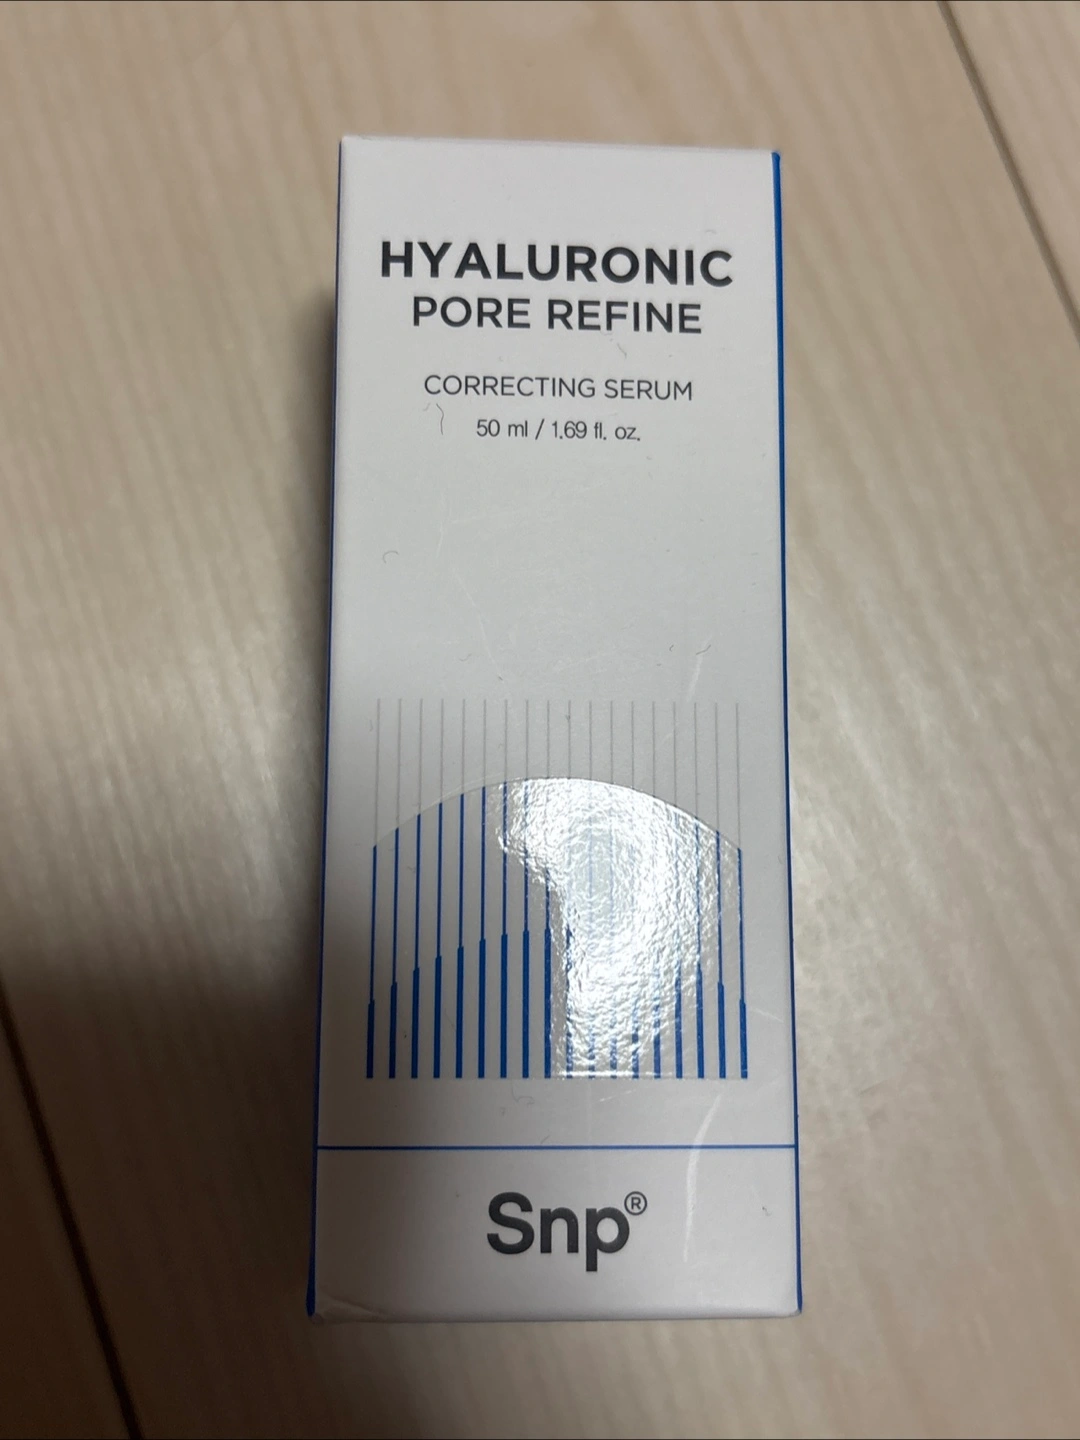 HYALURONIC
PORE REFINE
CORRECTING SERUM
50 ml / 1.69 fl. oz.
Snp®